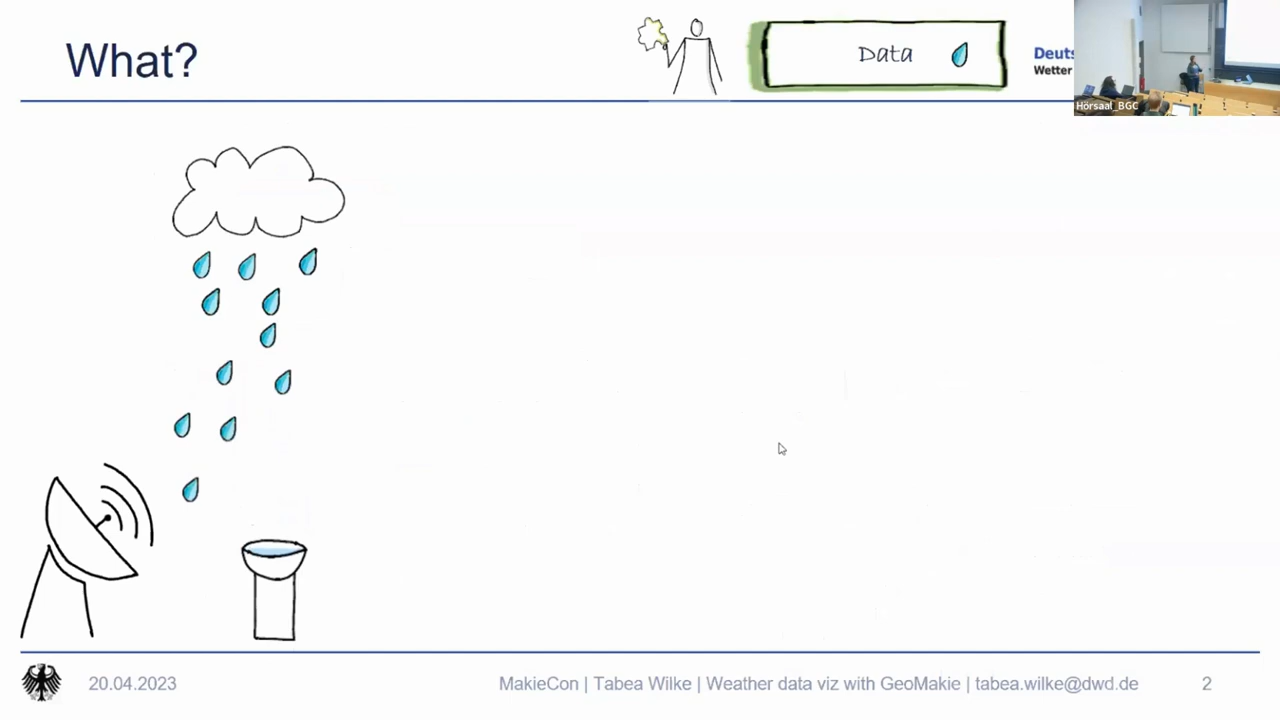 What?
Data
Deuts
Wetter
Hörsaal_BGC
20.04.2023
MakieCon | Tabea Wilke | Weather data viz with GeoMakie | tabea.wilke@dwd.de
2